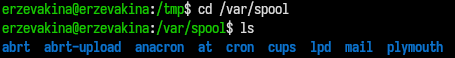 erzevakina@erzevakina:/tmp$ cd /var/spool
erzevakina@erzevakina:/var/spool$ ls
abrt  abrt-upload  anacron  at  cron  cups  lpd  mail  plymouth